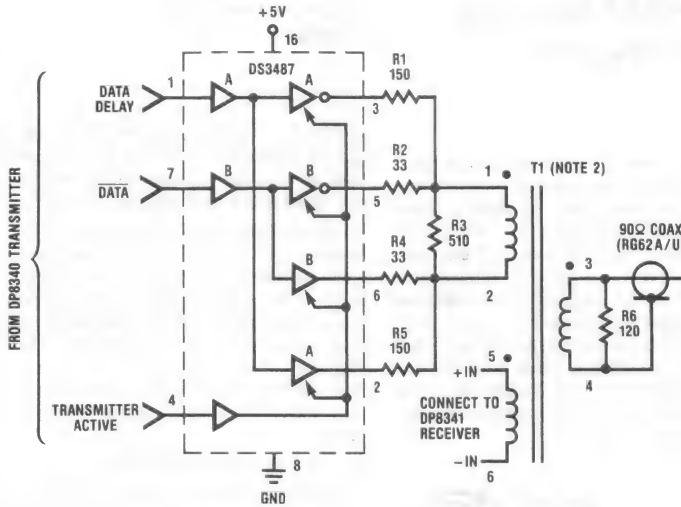 +5V
16
DS3487
DATA
DELAY
1
A
A
3
R1
150
DATA
7
B
B
5
R2
33
1
T1 (NOTE 2)
R3
510
B
6
R4
33
2
3
90Ω COAX
(RG62A/U
R6
120
4
A
2
R5
150
5
+IN
CONNECT TO
DP8341
RECEIVER
-IN
6
TRANSMITTER
ACTIVE
4
8
GND
FROM DP8340 TRANSMITTER